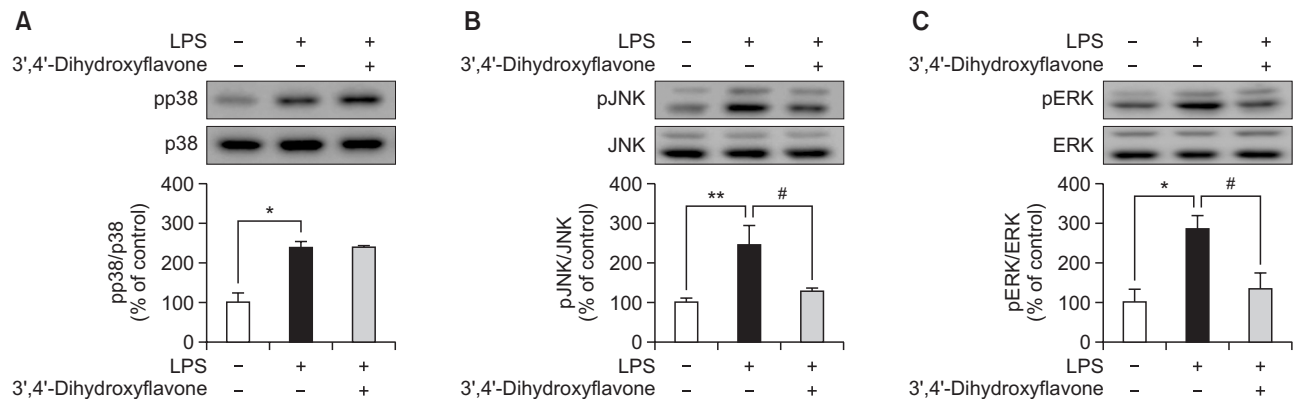 A
LPS − + +
3',4'-Dihydroxyflavone − − +
pp38
p38
400
300
200
100
0
pp38/p38
(% of control)
*
LPS − + +
3',4'-Dihydroxyflavone − − +
B
LPS − + +
3',4'-Dihydroxyflavone − − +
pJNK
JNK
400
300
200
100
0
pJNK/JNK
(% of control)
** #
LPS − + +
3',4'-Dihydroxyflavone − − +
C
LPS − + +
3',4'-Dihydroxyflavone − − +
pERK
ERK
400
300
200
100
0
pERK/ERK
(% of control)
* #
LPS − + +
3',4'-Dihydroxyflavone − − +